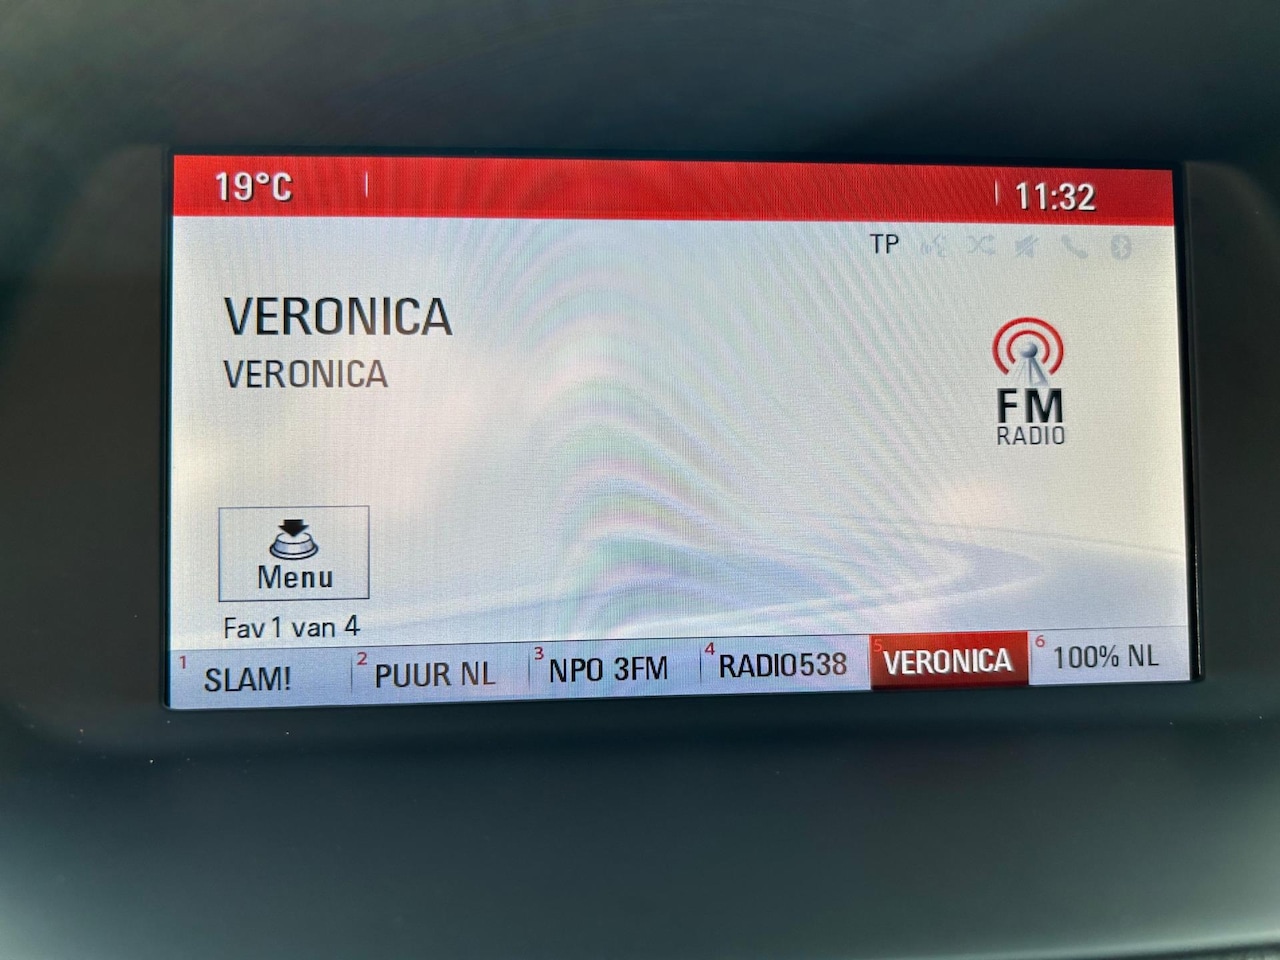 19°C 11:32
TP
VERONICA
VERONICA
FM
RADIO
Menu
Fav 1 van 4
1 SLAM! 2 PUUR NL 3 NPO 3FM 4 RADIO538 5 VERONICA 6 100% NL